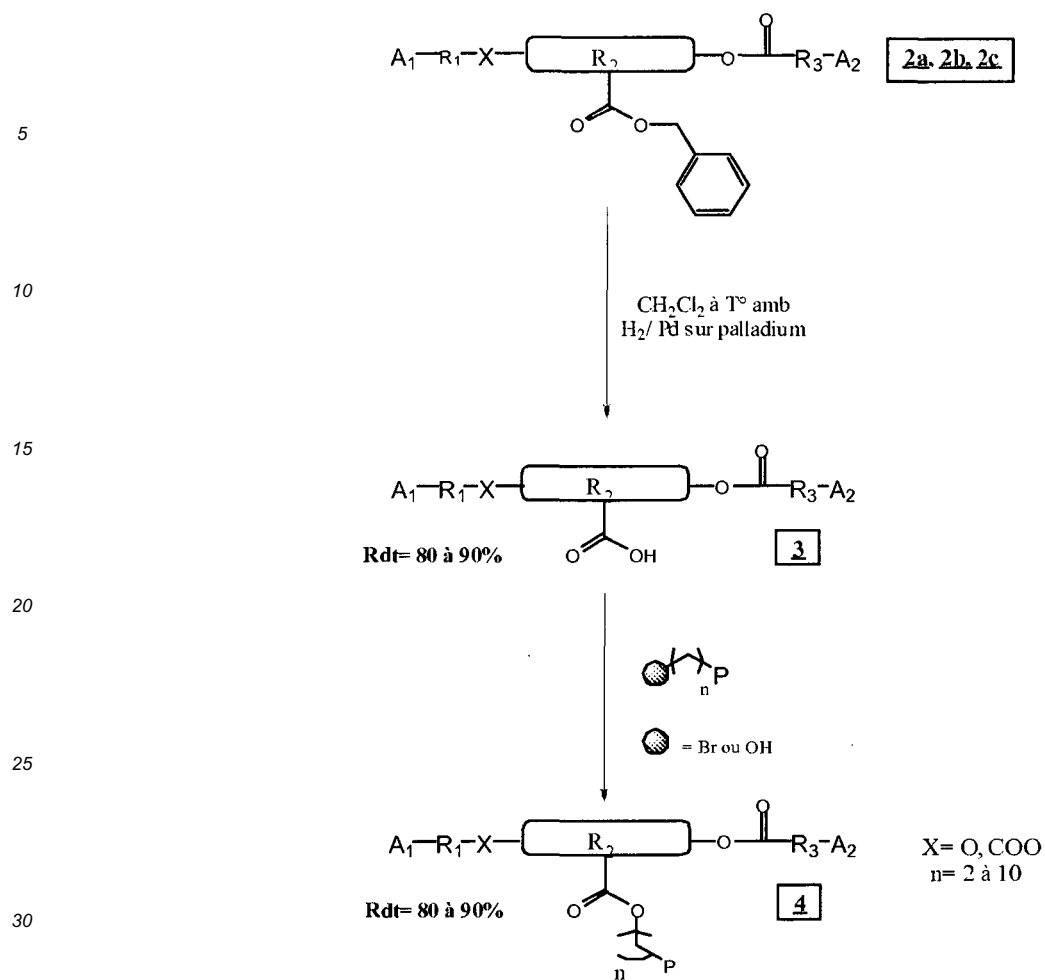 A1—R1—X R2 O O R3—A2 2a, 2b, 2c
O O
5
10
CH2Cl2 à T° amb
H2/ Pd sur palladium
15
A1—R1—X R2 O O R3—A2
Rdt= 80 à 90% O OH 3
20
n P
= Br ou OH
25
A1—R1—X R2 O O R3—A2 X= O, COO
n= 2 à 10
Rdt= 80 à 90% O O 4
30
n P